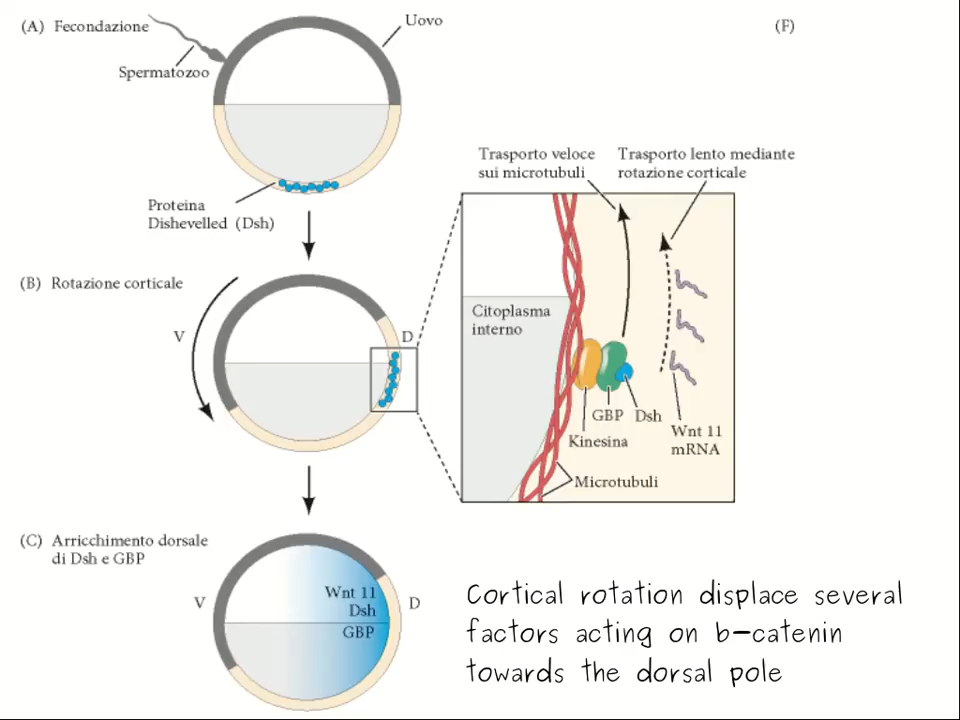 (A) Fecondazione
Uovo
(F)
Spermatozoo
Proteina
Dishevelled (Dsh)
Trasporto veloce
sui microtubuli
Trasporto lento mediante
rotazione corticale
(B) Rotazione corticale
V
D
Citoplasma
interno
GBP
Dsh
Kinesina
Wnt 11
mRNA
Microtubuli
(C) Arricchimento dorsale
di Dsh e GBP
V
Wnt 11
Dsh
GBP
D
Cortical rotation displace several
factors acting on b-catenin
towards the dorsal pole